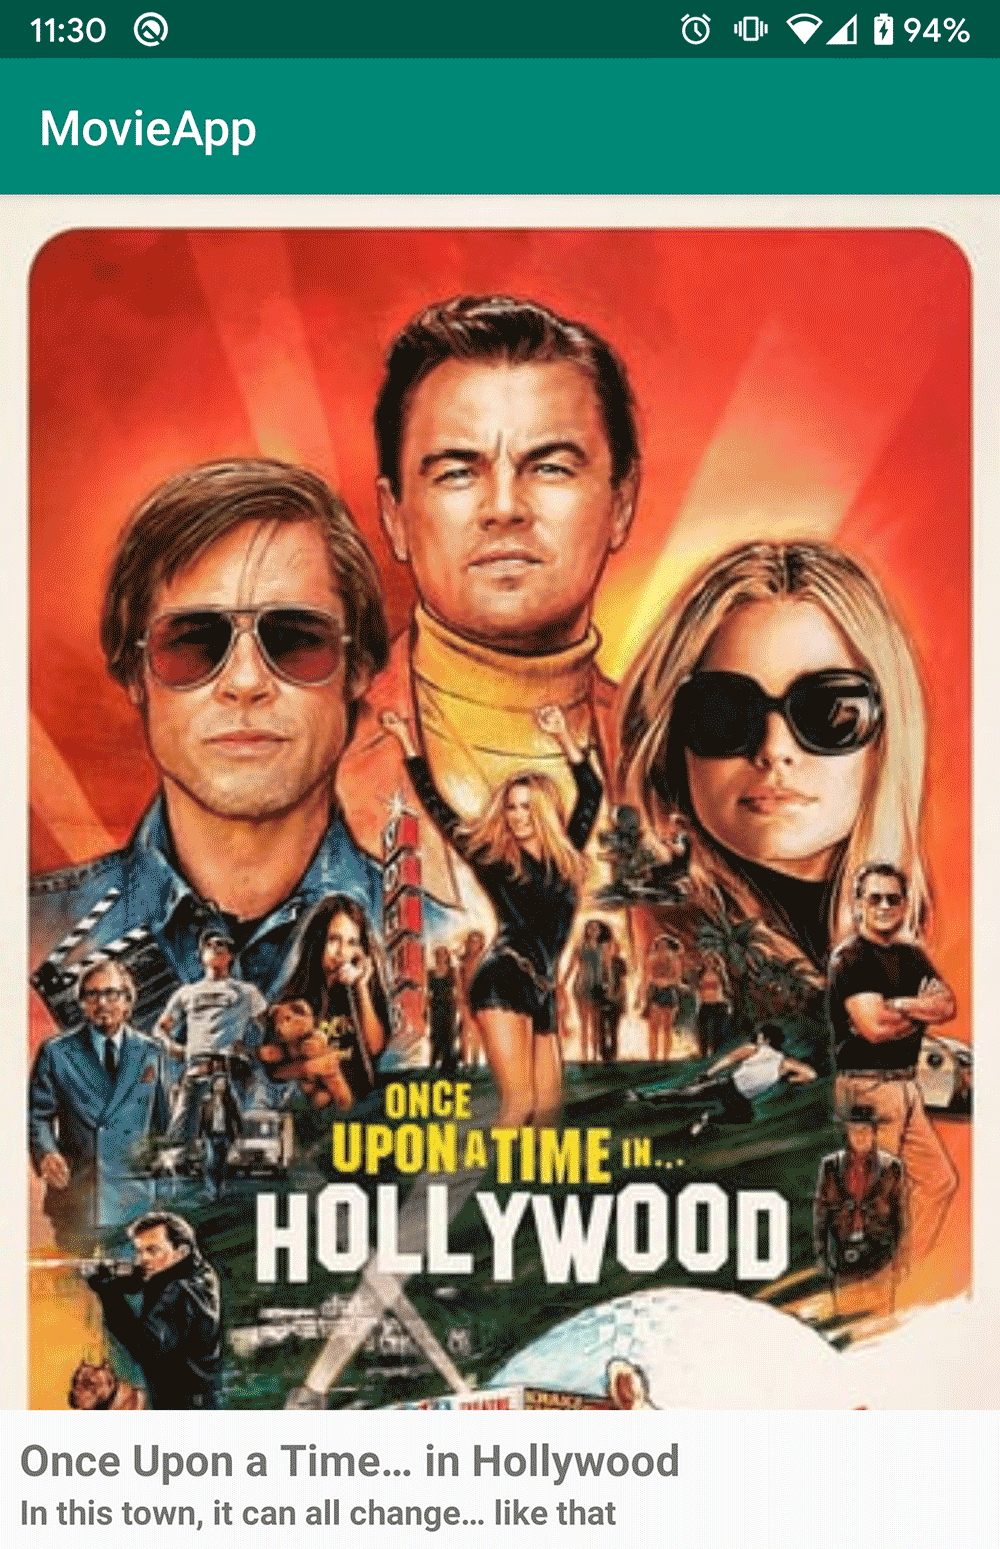 11:30
94%
MovieApp
ONCE
UPON A TIME IN...
HOLLYWOOD
Once Upon a Time... in Hollywood
In this town, it can all change... like that